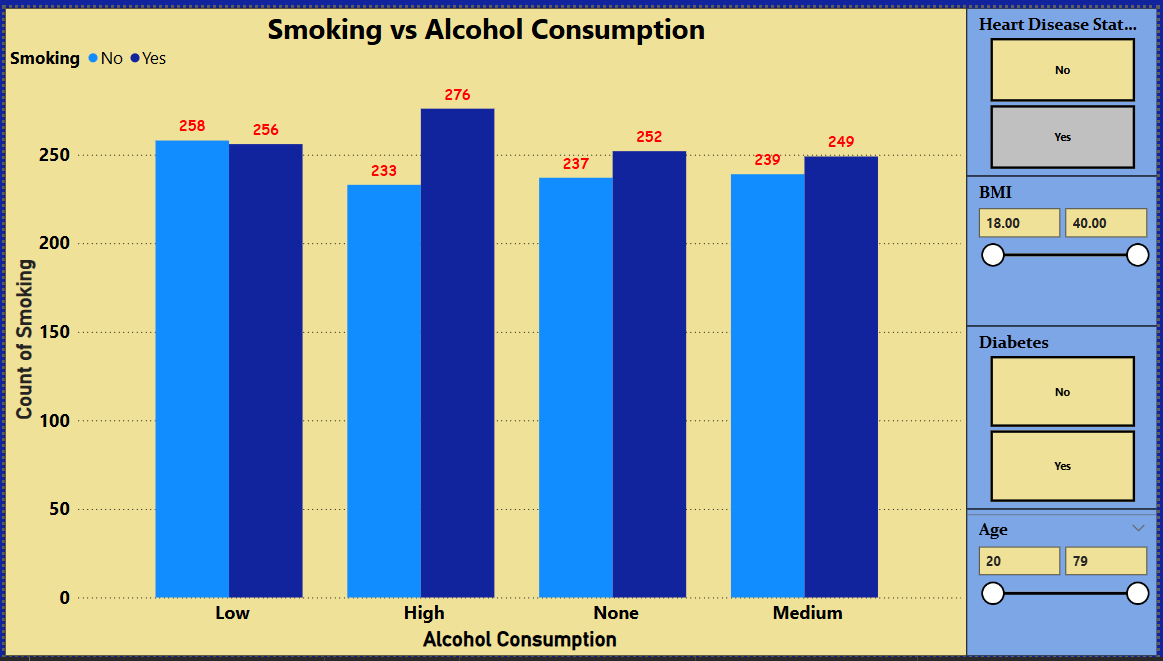 Smoking vs Alcohol Consumption
Smoking No Yes
258
256
233
276
237
252
239
249
250
200
150
100
50
0
Count of Smoking
Low
High
None
Medium
Alcohol Consumption
Heart Disease Stat...
No
Yes
BMI
18.00 40.00
Diabetes
No
Yes
Age
20 79